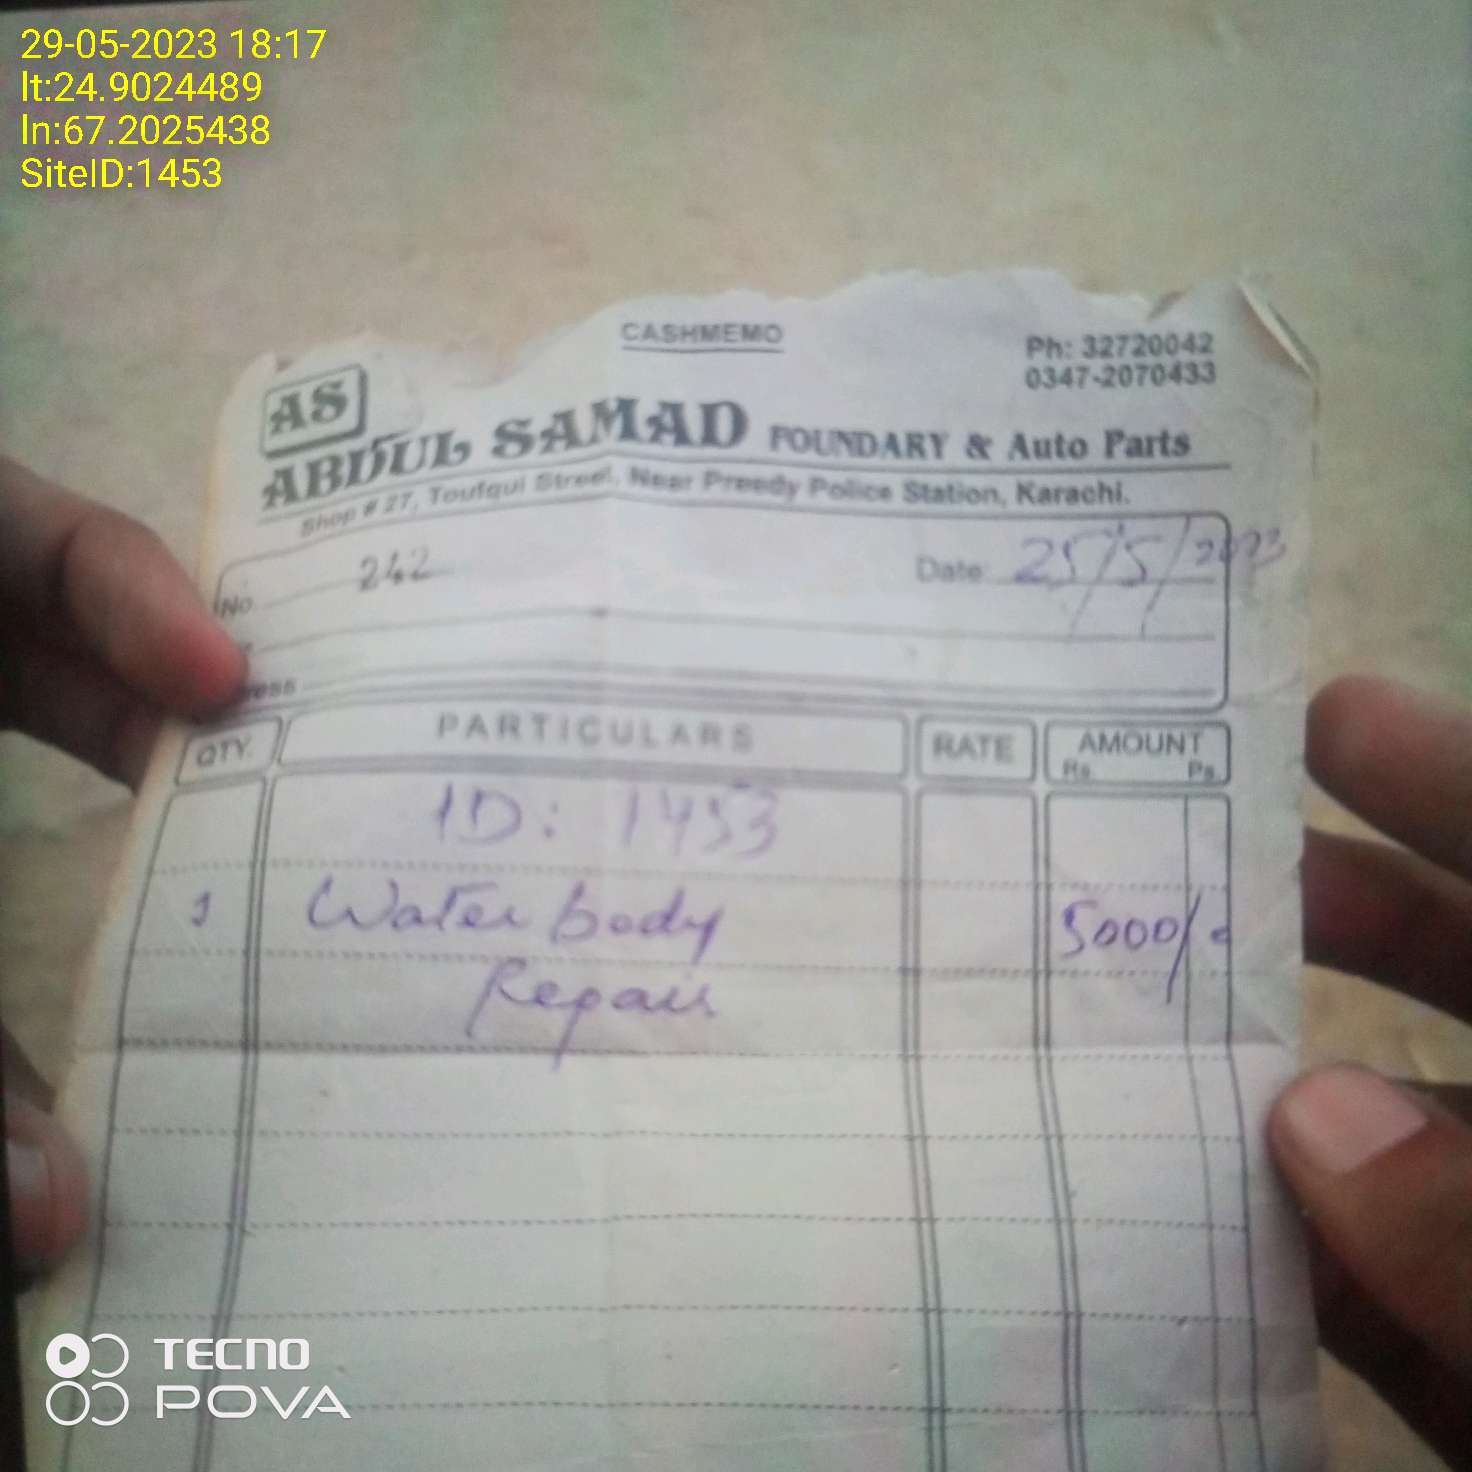 29-05-2023 18:17
lt:24.9024489
ln:67.2025438
SiteID:1453
CASHMEMO
Ph: 32720042
0347-2070433
AS
ABDUL SAMAD FOUNDARY & Auto Parts
Shop # 27, Toufqui Street, Near Preedy Police Station, Karachi.
No. 242 Date: 25/5/2023
ress
QTY. PARTICULARS RATE AMOUNT
Rs. Ps.
ID: 1453
1 Water body 5000/
Repair
TECNO
POVA